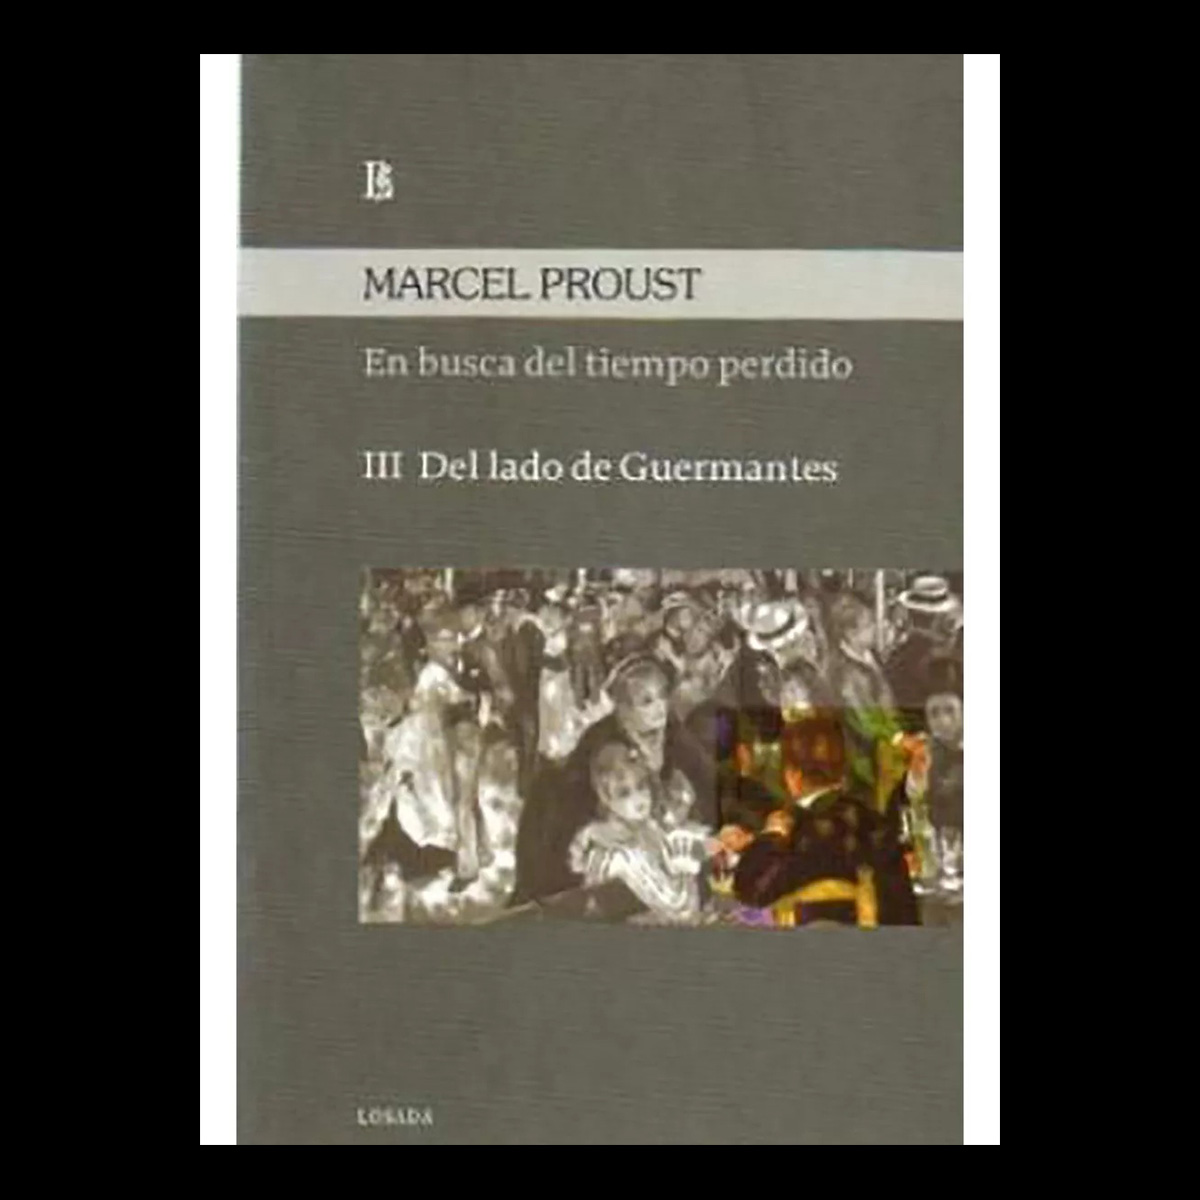 MARCEL PROUST
En busca del tiempo perdido
III Del lado de Guermantes
LOSADA